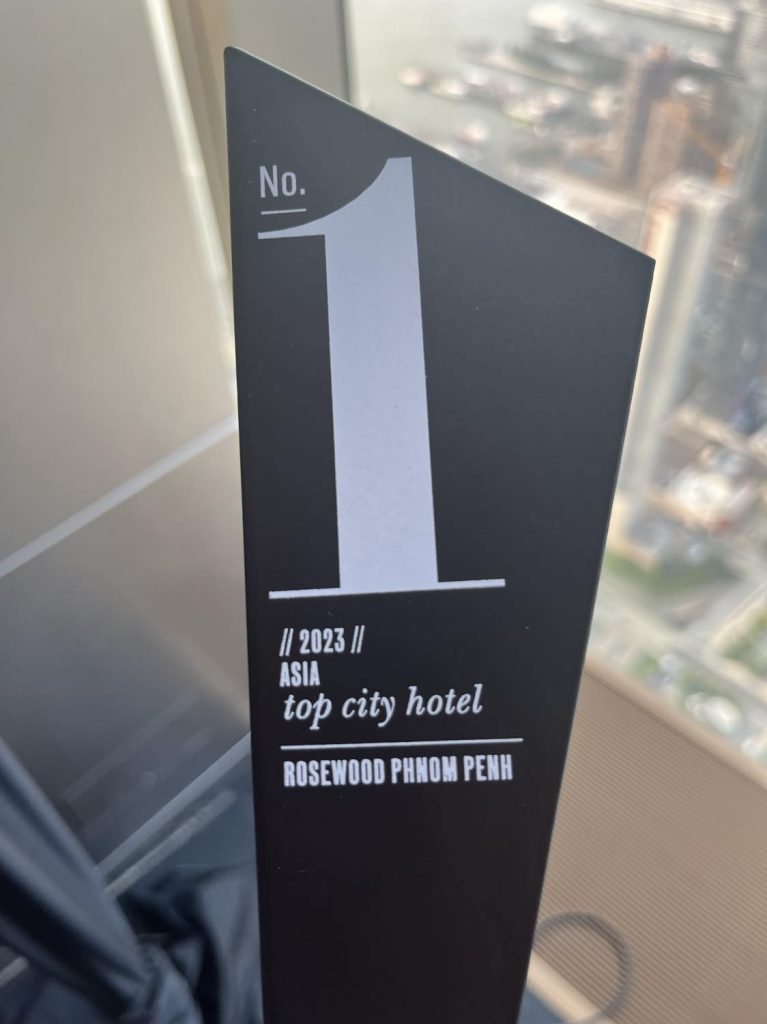 No.
1
// 2023 //
ASIA
top city hotel
ROSEWOOD PHNOM PENH